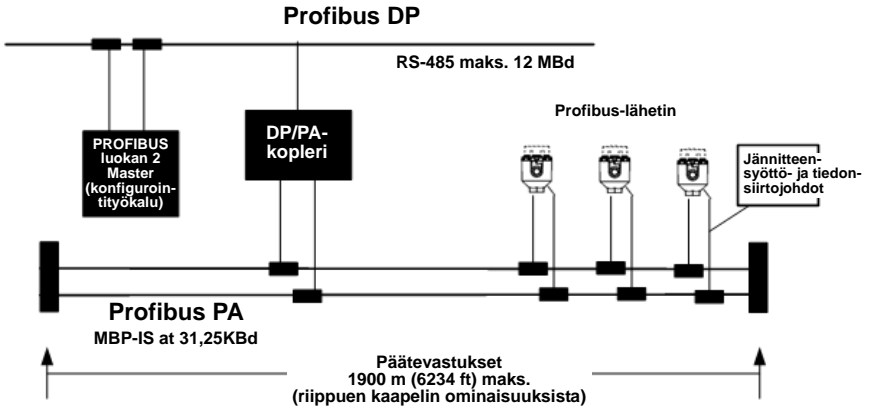 Profibus DP
RS-485 maks. 12 MBd
PROFIBUS
luokan 2
Master
(konfiguroin-
tityökalu)
DP/PA-
kopleri
Profibus-lähetin
Jännitteen-
syöttö- ja tiedon-
siirtojohdot
Profibus PA
MBP-IS at 31,25KBd
Päätevastukset
1900 m (6234 ft) maks.
(riippuen kaapelin ominaisuuksista)